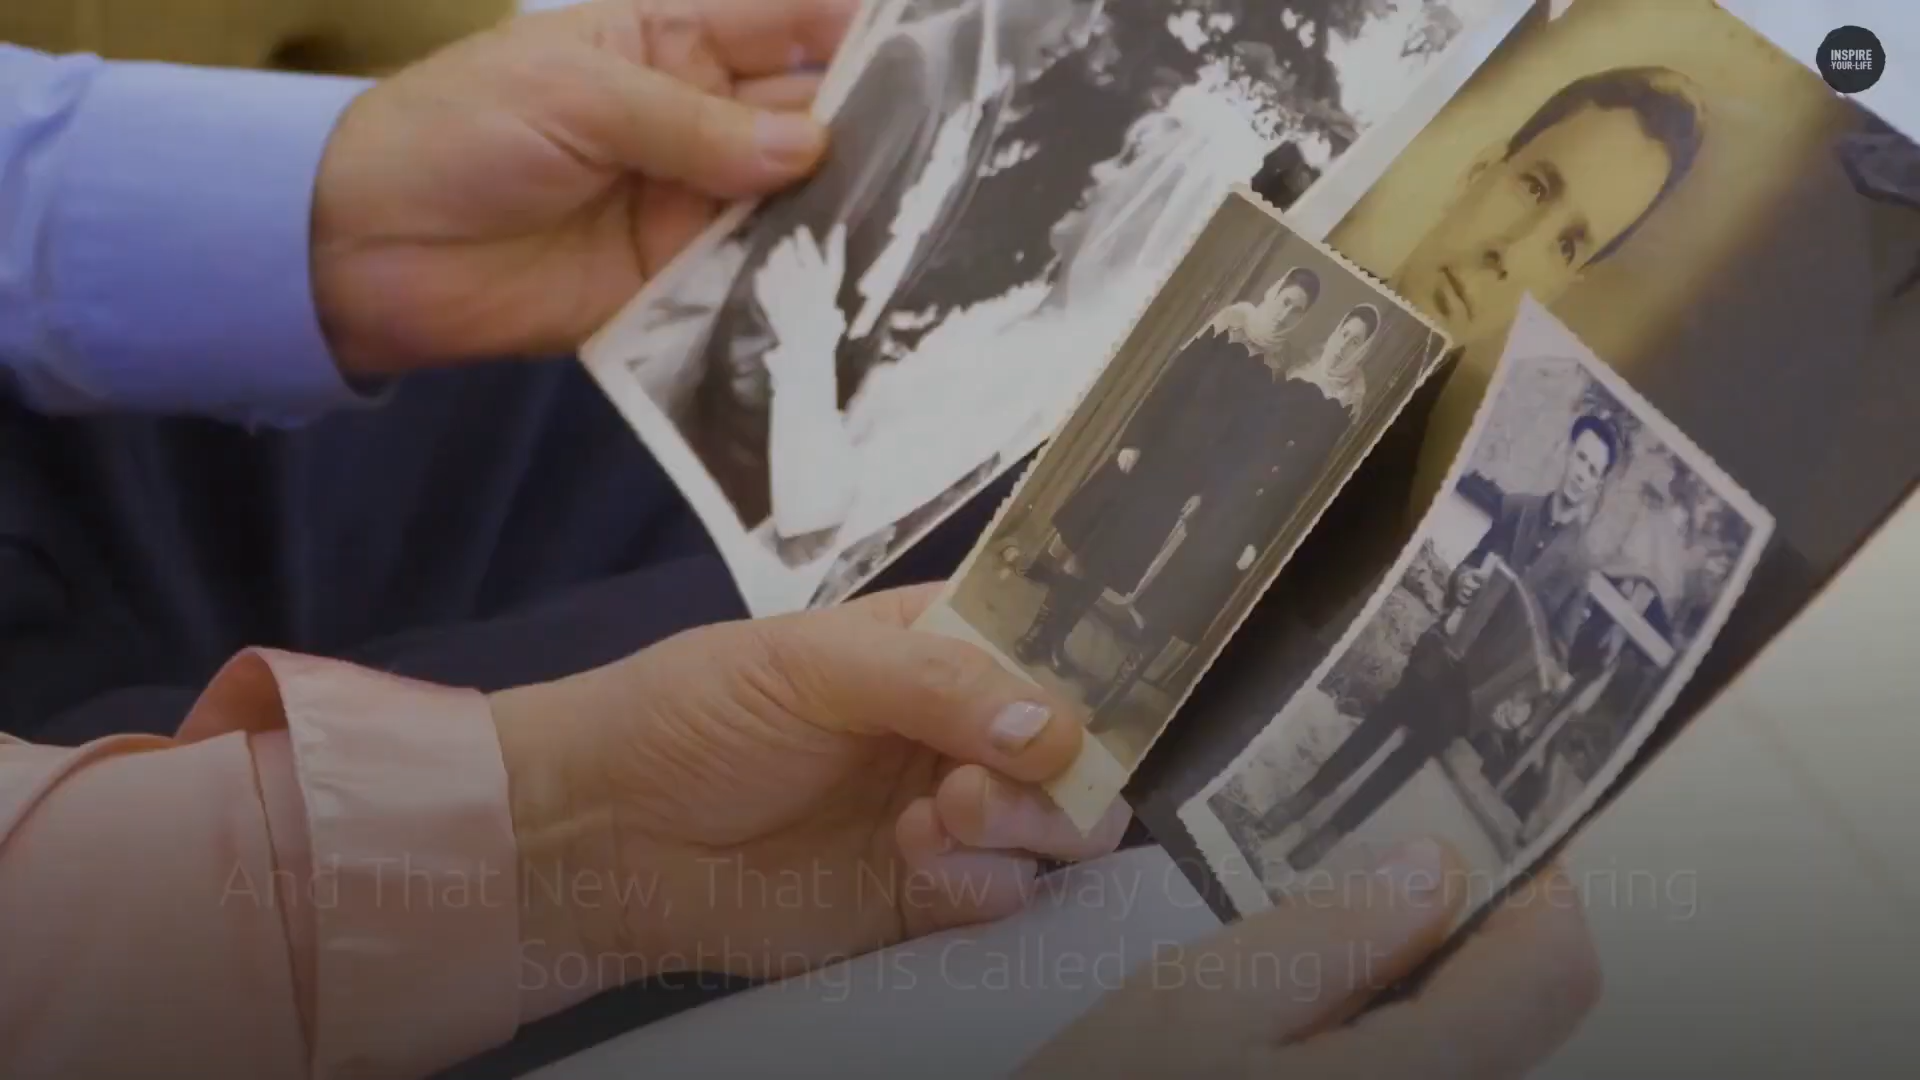 INSPIRE
YOUR-LIFE
And That New, That New Way Of Remembering
Something Is Called Being It.